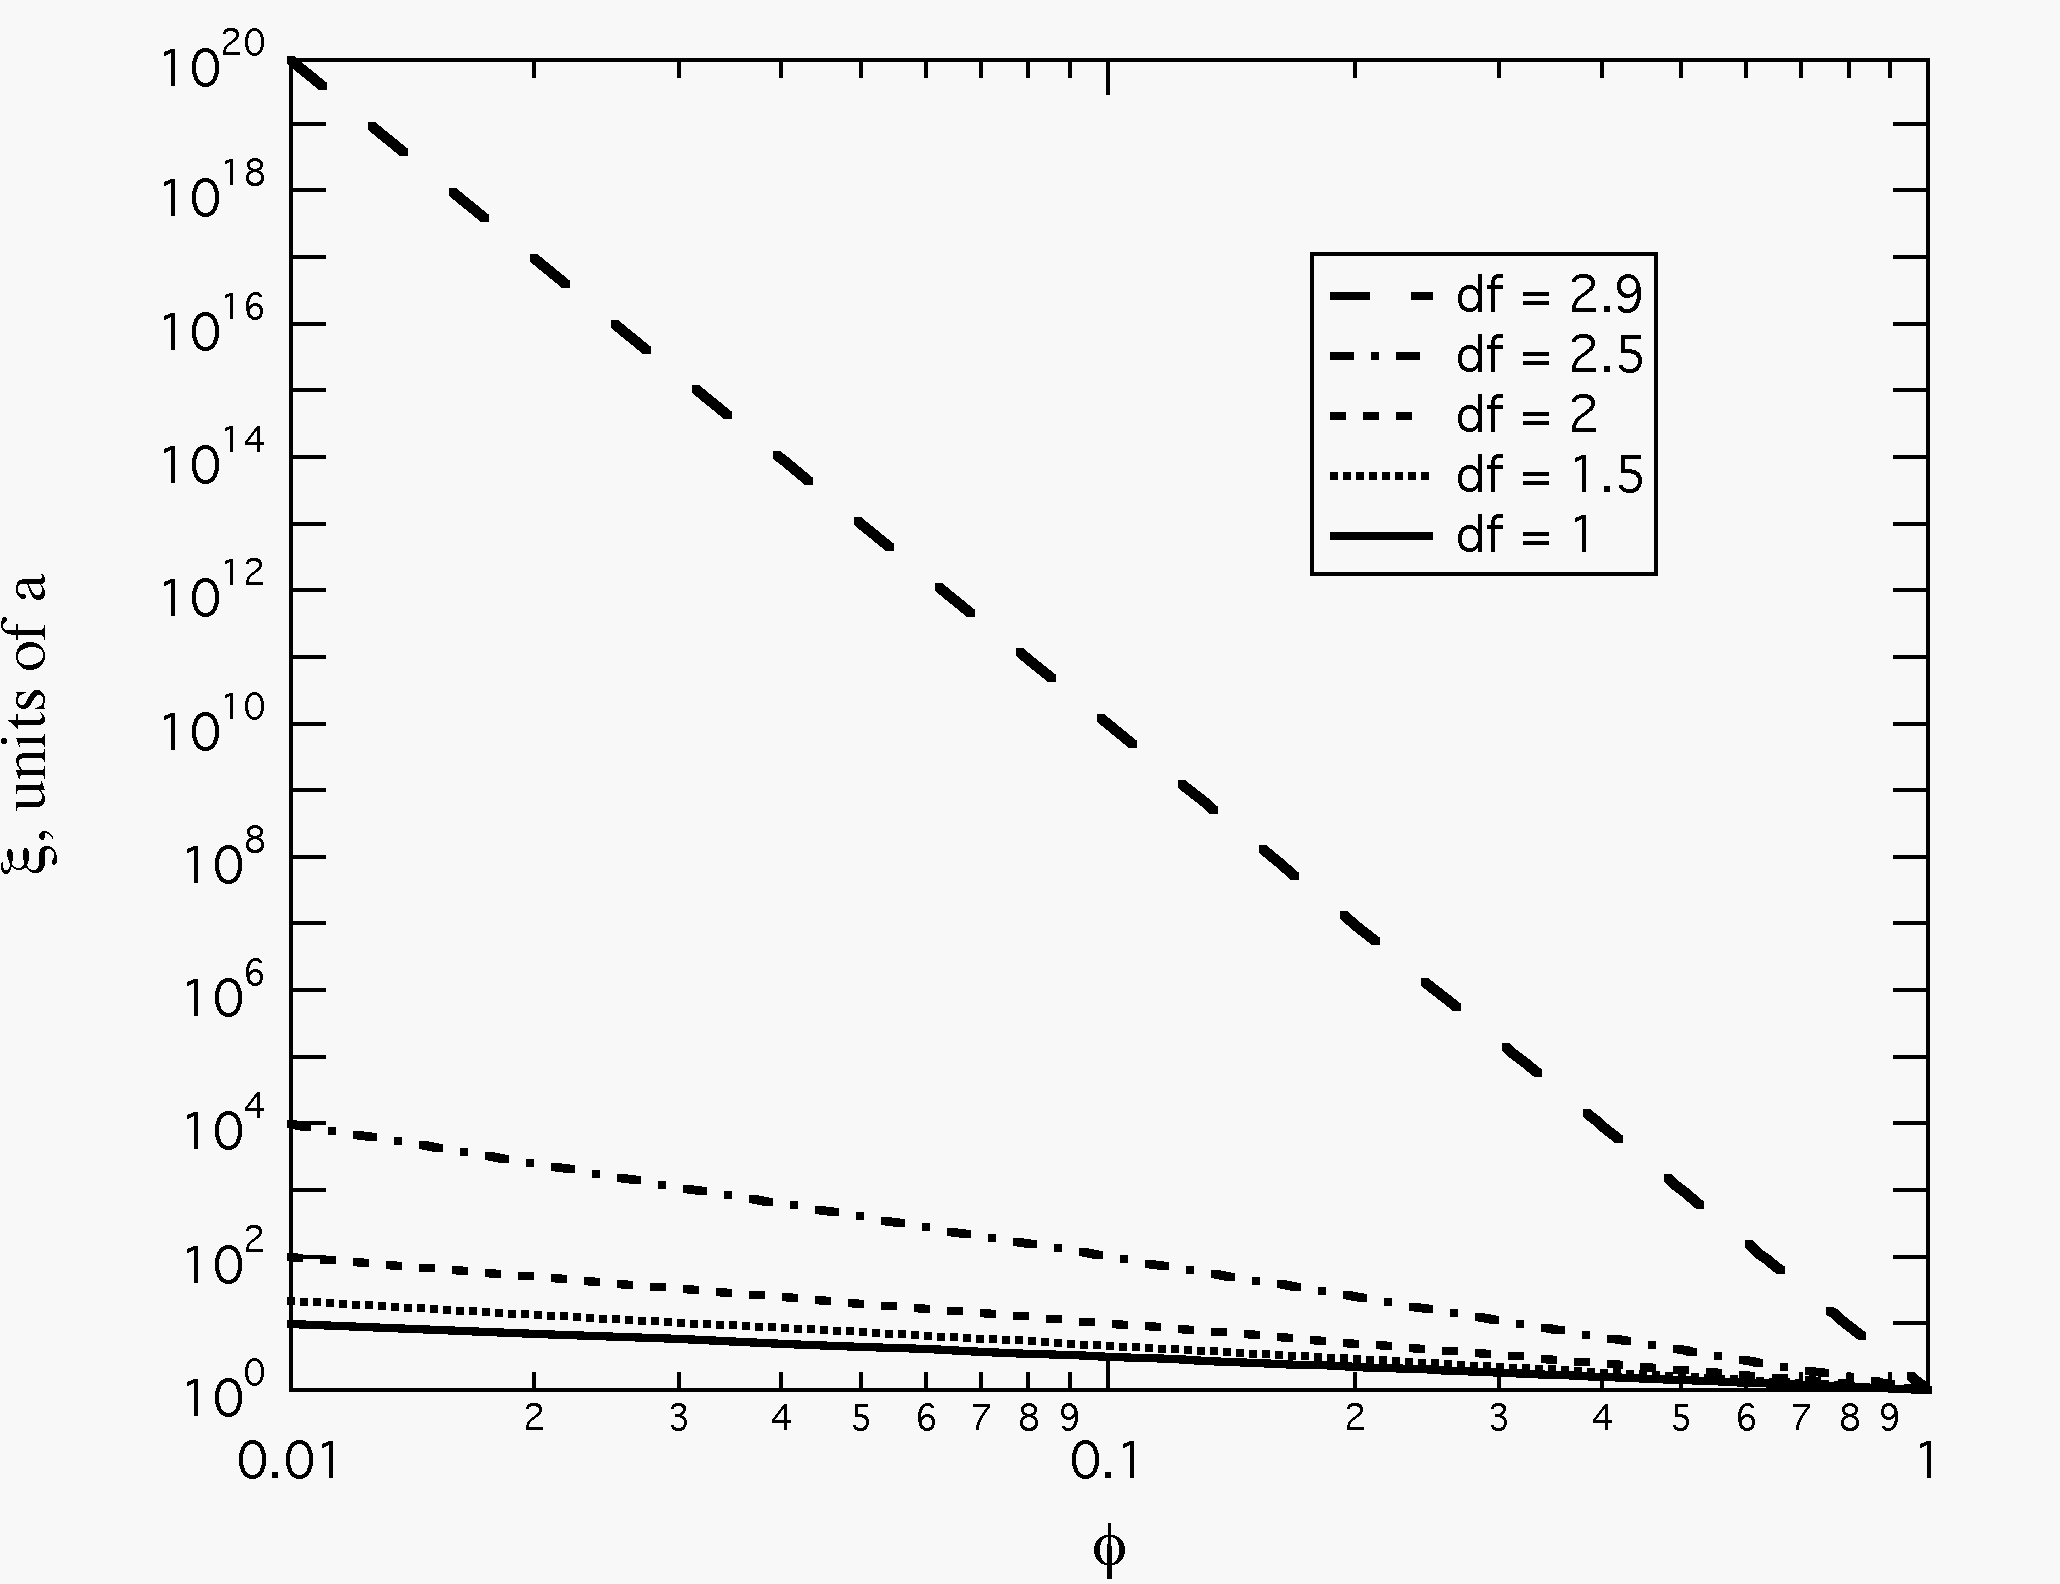 10^20
10^18
10^16
10^14
10^12
10^10
10^8
10^6
10^4
10^2
10^0
ξ, units of a
df = 2.9
df = 2.5
df = 2
df = 1.5
df = 1
2 3 4 5 6 7 8 9 2 3 4 5 6 7 8 9
0.01 0.1 1
ϕ